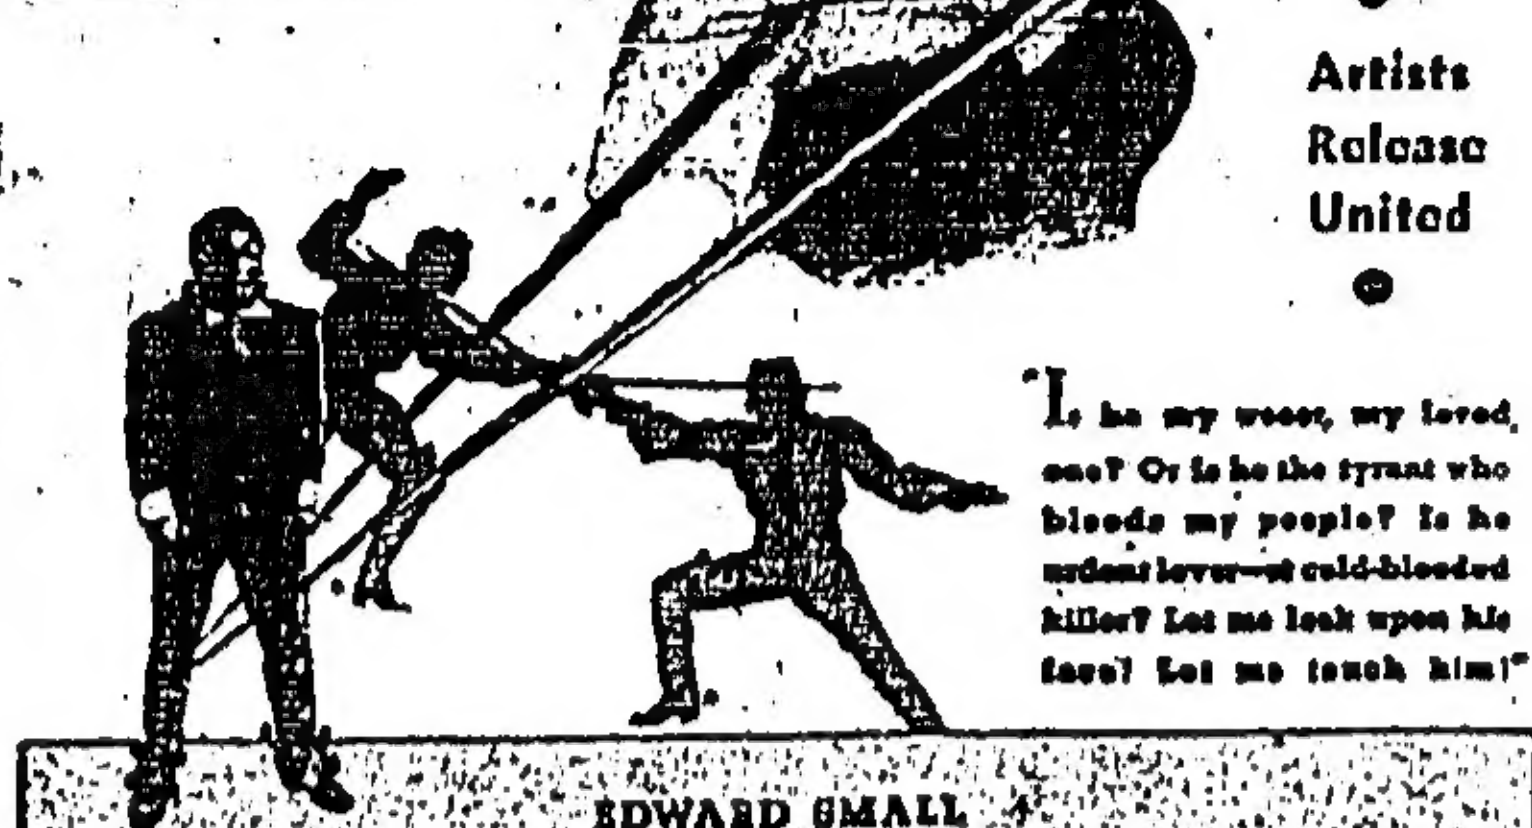 Artists
Release
United
"Is he my sweet, my loved
one? Or is he the tyrant who
bleeds my people? Is he
ardent lover—or cold-blooded
killer? Let me look upon his
face! Let me touch him!"
EDWARD SMALL